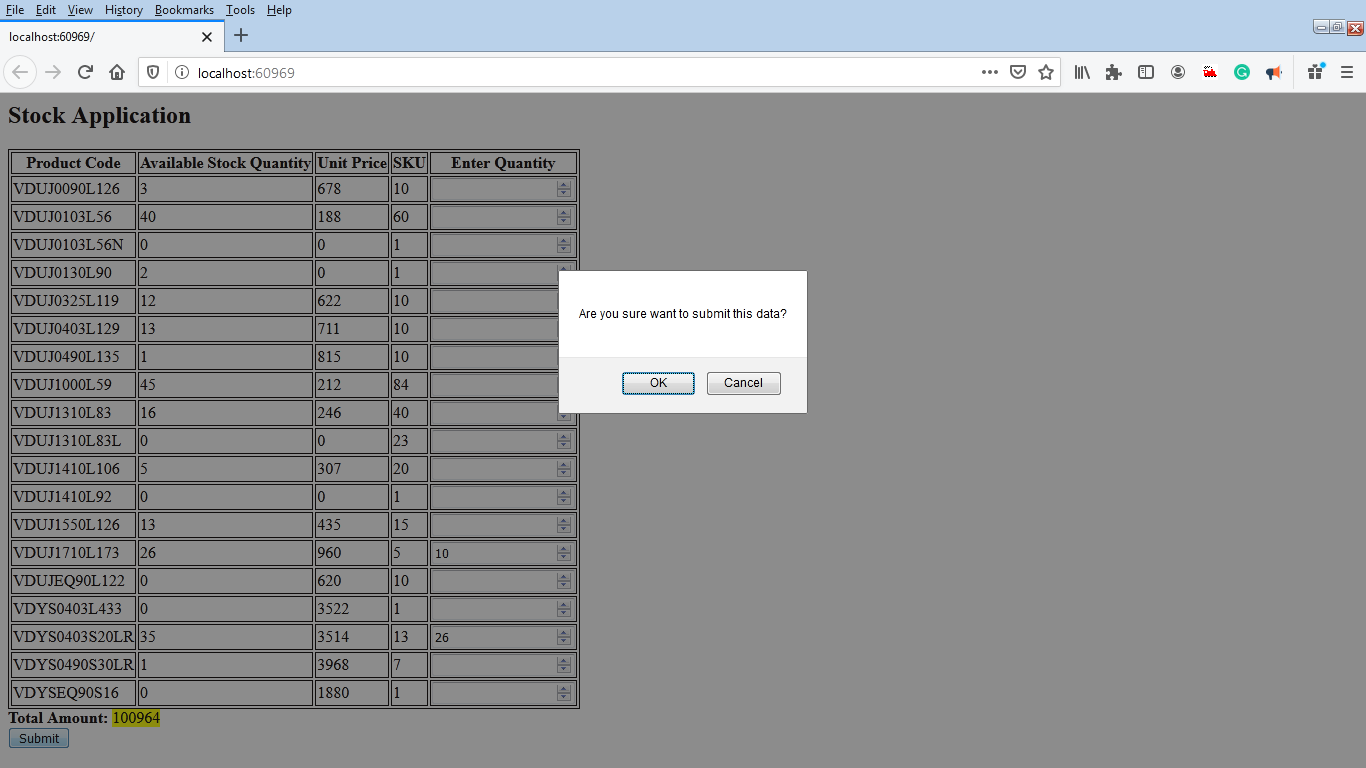 File Edit View History Bookmarks Tools Help
localhost:60969/
localhost:60969
Stock Application
Product Code Available Stock Quantity Unit Price SKU Enter Quantity
VDUJ0090L126 3 678 10
VDUJ0103L56 40 188 60
VDUJ0103L56N 0 0 1
VDUJ0130L90 2 0 1
VDUJ0325L119 12 622 10
VDUJ0403L129 13 711 10
VDUJ0490L135 1 815 10
VDUJ1000L59 45 212 84
VDUJ1310L83 16 246 40
VDUJ1310L83L 0 0 23
VDUJ1410L106 5 307 20
VDUJ1410L92 0 0 1
VDUJ1550L126 13 435 15
VDUJ1710L173 26 960 5 10
VDUJEQ90L122 0 620 10
VDYS0403L433 0 3522 1
VDYS0403S20LR 35 3514 13 26
VDYS0490S30LR 1 3968 7
VDYSEQ90S16 0 1880 1
Total Amount: 100964
Submit
Are you sure want to submit this data?
OK Cancel